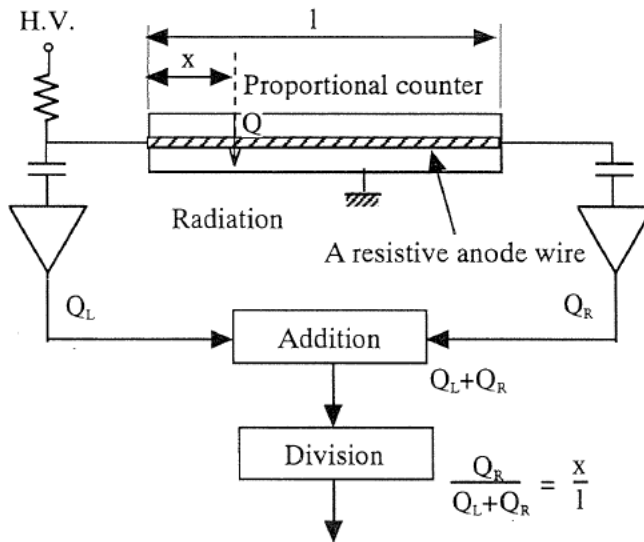 H.V.
l
x
Proportional counter
Q
Radiation
A resistive anode wire
Q_L
Q_R
Addition
Q_L+Q_R
Division
Q_R / Q_L+Q_R = x / l